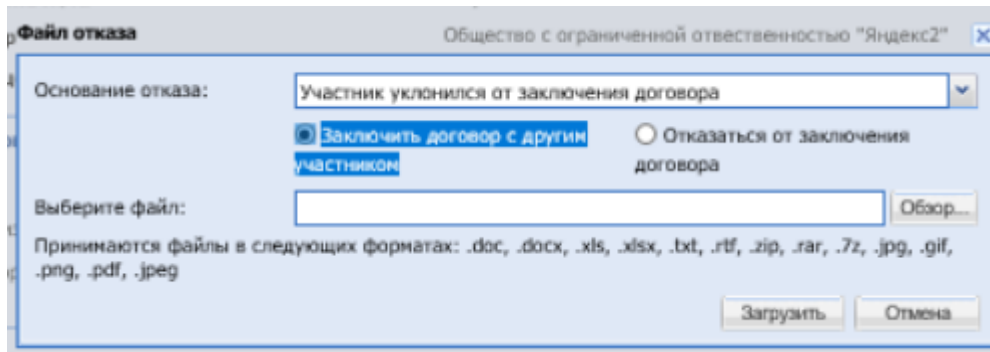 Файл отказа Общество с ограниченной отвественностью "Яндекс2"
Основание отказа: Участник уклонился от заключения договора
Заключить договор с другим Отказаться от заключения
участником договора
Выберите файл: Обзор...
Принимаются файлы в следующих форматах: .doc, .docx, .xls, .xlsx, .txt, .rtf, .zip, .rar, .7z, .jpg, .gif,
.png, .pdf, .jpeg
Загрузить Отмена